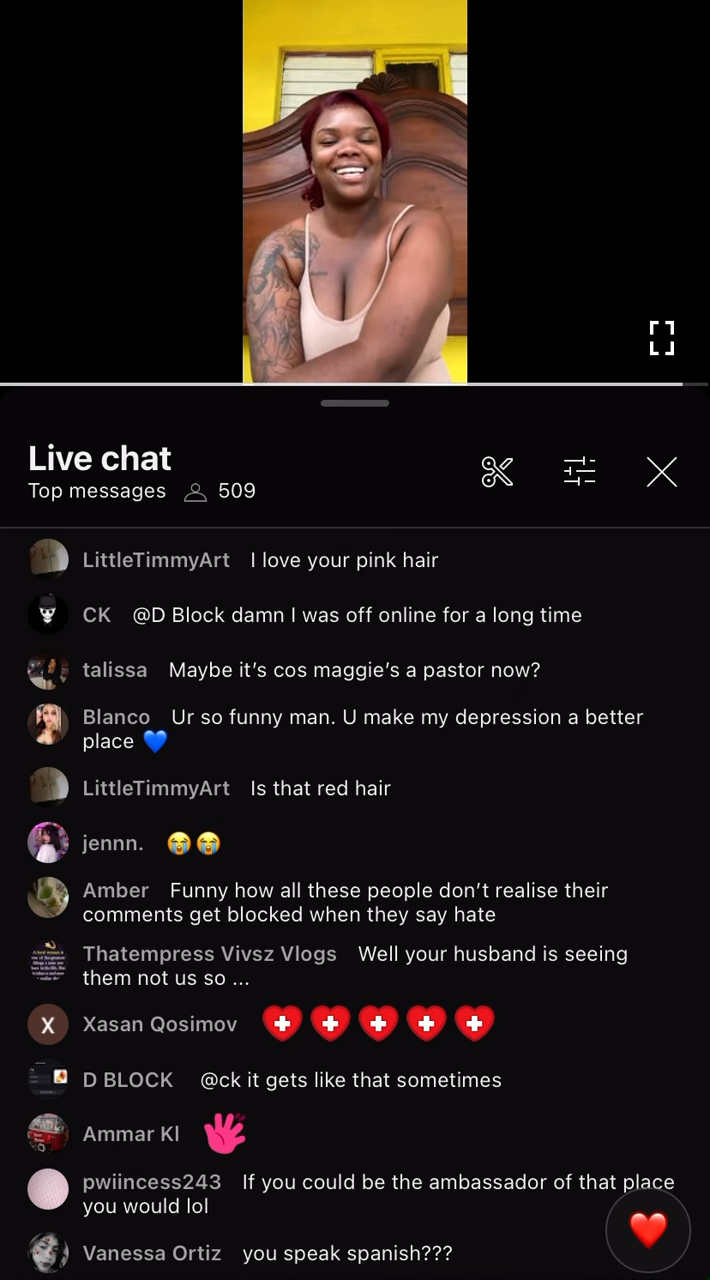 Live chat
Top messages 509
LittleTimmyArt I love your pink hair
CK @D Block damn I was off online for a long time
talissa Maybe it’s cos maggie’s a pastor now?
Blanco Ur so funny man. U make my depression a better
place 💙
LittleTimmyArt Is that red hair
jennn. 😭😭
Amber Funny how all these people don’t realise their
comments get blocked when they say hate
Thatempress Vivsz Vlogs Well your husband is seeing
them not us so ...
X Xasan Qosimov
D BLOCK @ck it gets like that sometimes
Ammar Kl
pwiincess243 If you could be the ambassador of that place
you would lol
Vanessa Ortiz you speak spanish???